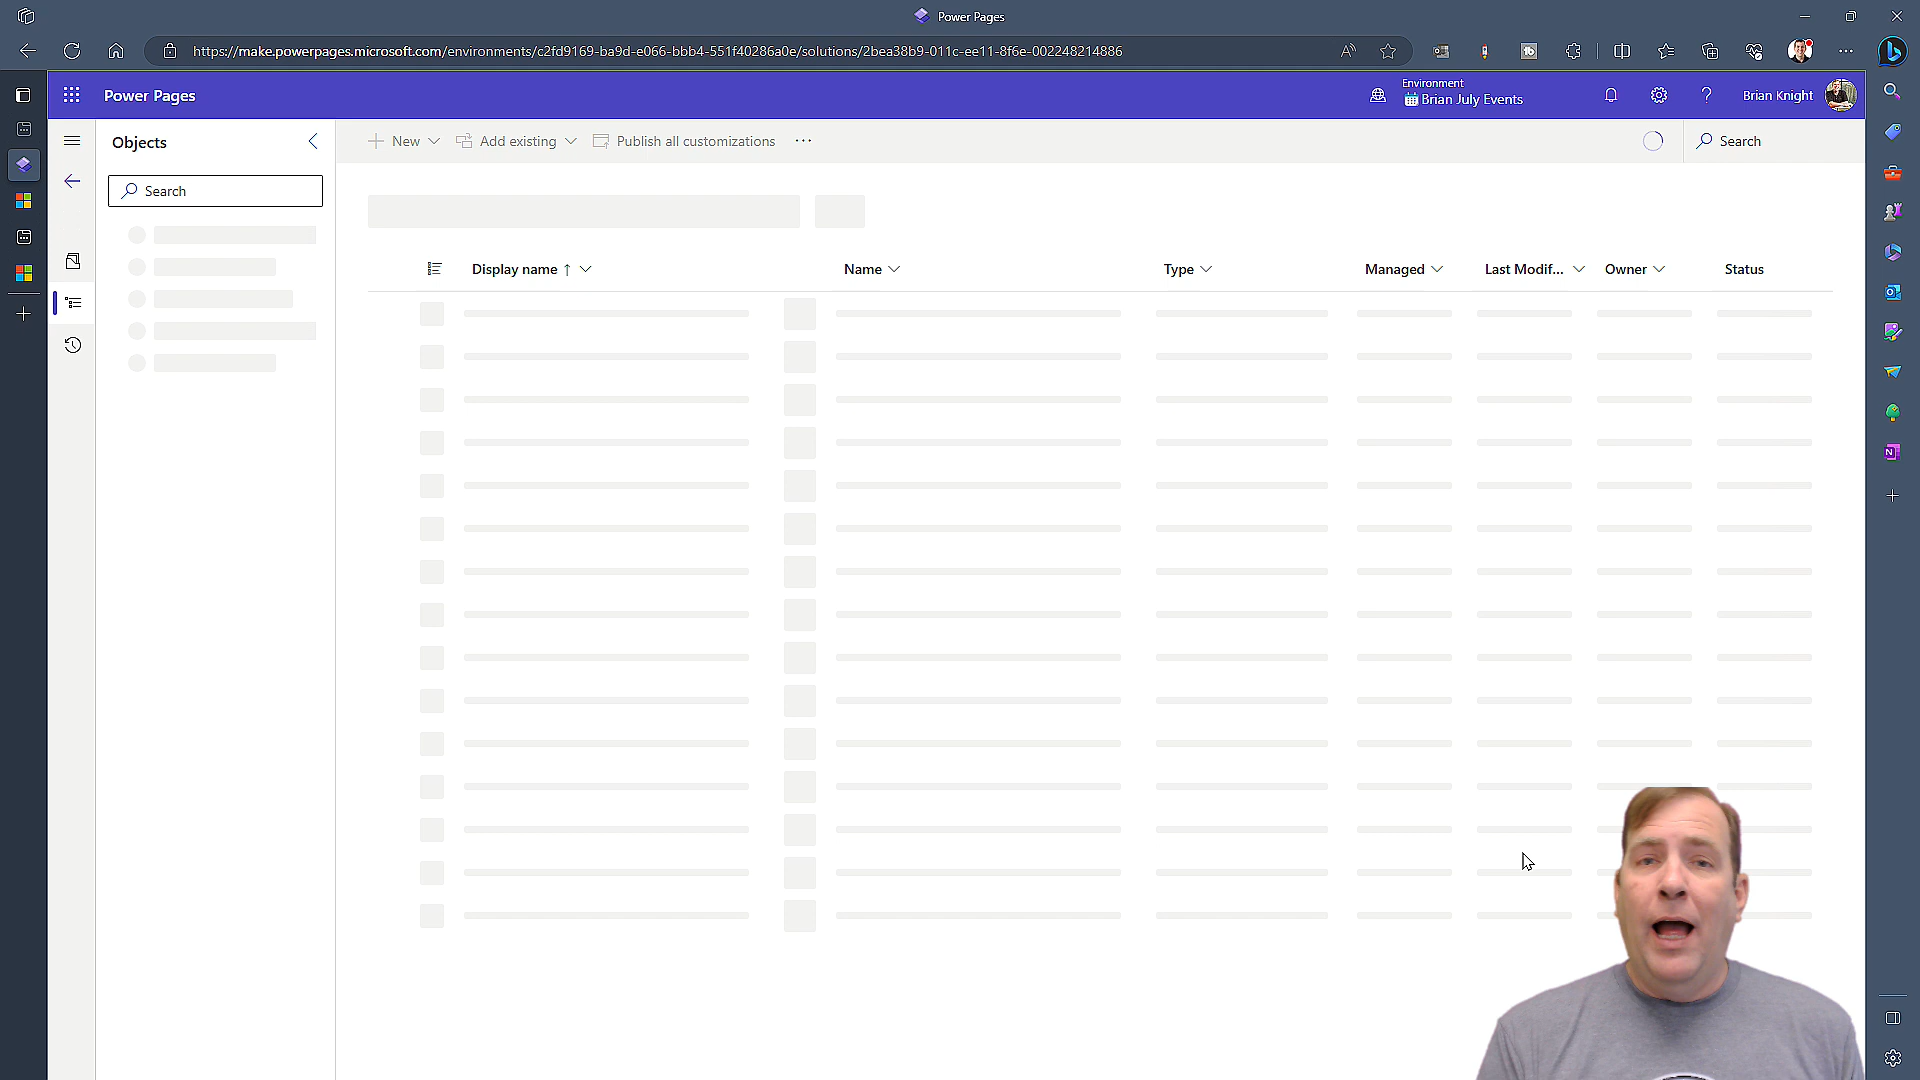 Power Pages
https://make.powerpages.microsoft.com/environments/c2fd9169-ba9d-e066-bbb4-551f40286a0e/solutions/2bea38b9-011c-ee11-8f6e-002248214886
Power Pages
Environment
Brian July Events
Brian Knight
Objects
New
Add existing
Publish all customizations
Search
Search
Display name
Name
Type
Managed
Last Modif...
Owner
Status